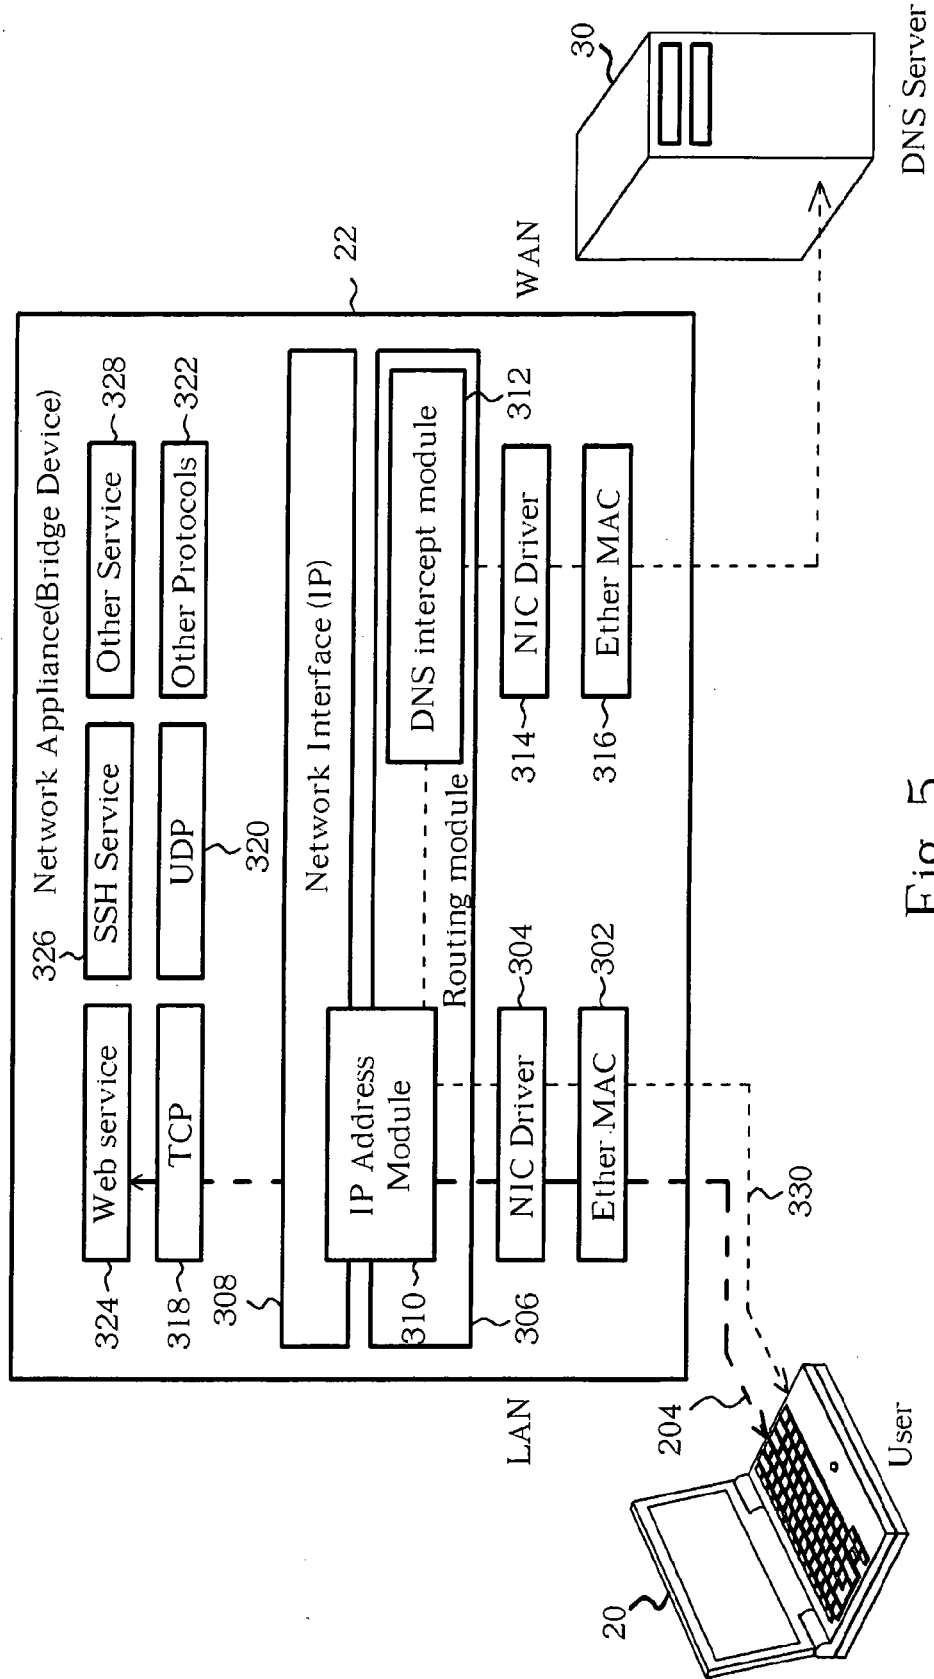 Network Appliance(Bridge Device)
22
324
Web service
326
SSH Service
Other Service
328
318
TCP
UDP
320
Other Protocols
322
308
Network Interface (IP)
IP Address
Module
310
306
Routing module
DNS intercept module
312
NIC Driver
304
314
NIC Driver
Ether MAC
302
316
Ether MAC
LAN
WAN
204
330
20
User
30
DNS Server
Fig. 5